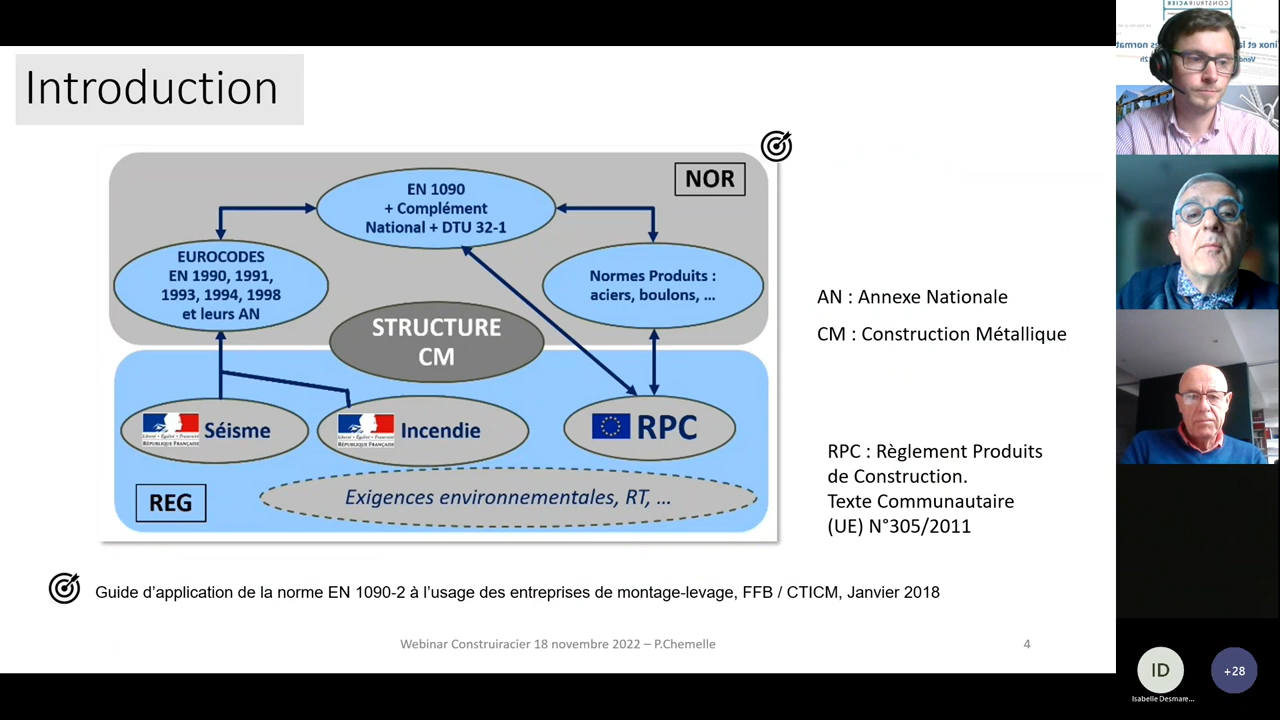 Introduction
NOR
EN 1090
+ Complément
National + DTU 32-1
EUROCODES
EN 1990, 1991,
1993, 1994, 1998
et leurs AN
Normes Produits :
aciers, boulons, ...
STRUCTURE
CM
Séisme
Incendie
RPC
REG
Exigences environnementales, RT, ...
AN : Annexe Nationale
CM : Construction Métallique
RPC : Règlement Produits
de Construction.
Texte Communautaire
(UE) N°305/2011
Guide d'application de la norme EN 1090-2 à l'usage des entreprises de montage-levage, FFB / CTICM, Janvier 2018
Webinar Construiracier 18 novembre 2022 – P.Chemelle
4
CONSTRUIRACIER
ID
+28
Isabelle Desmare...